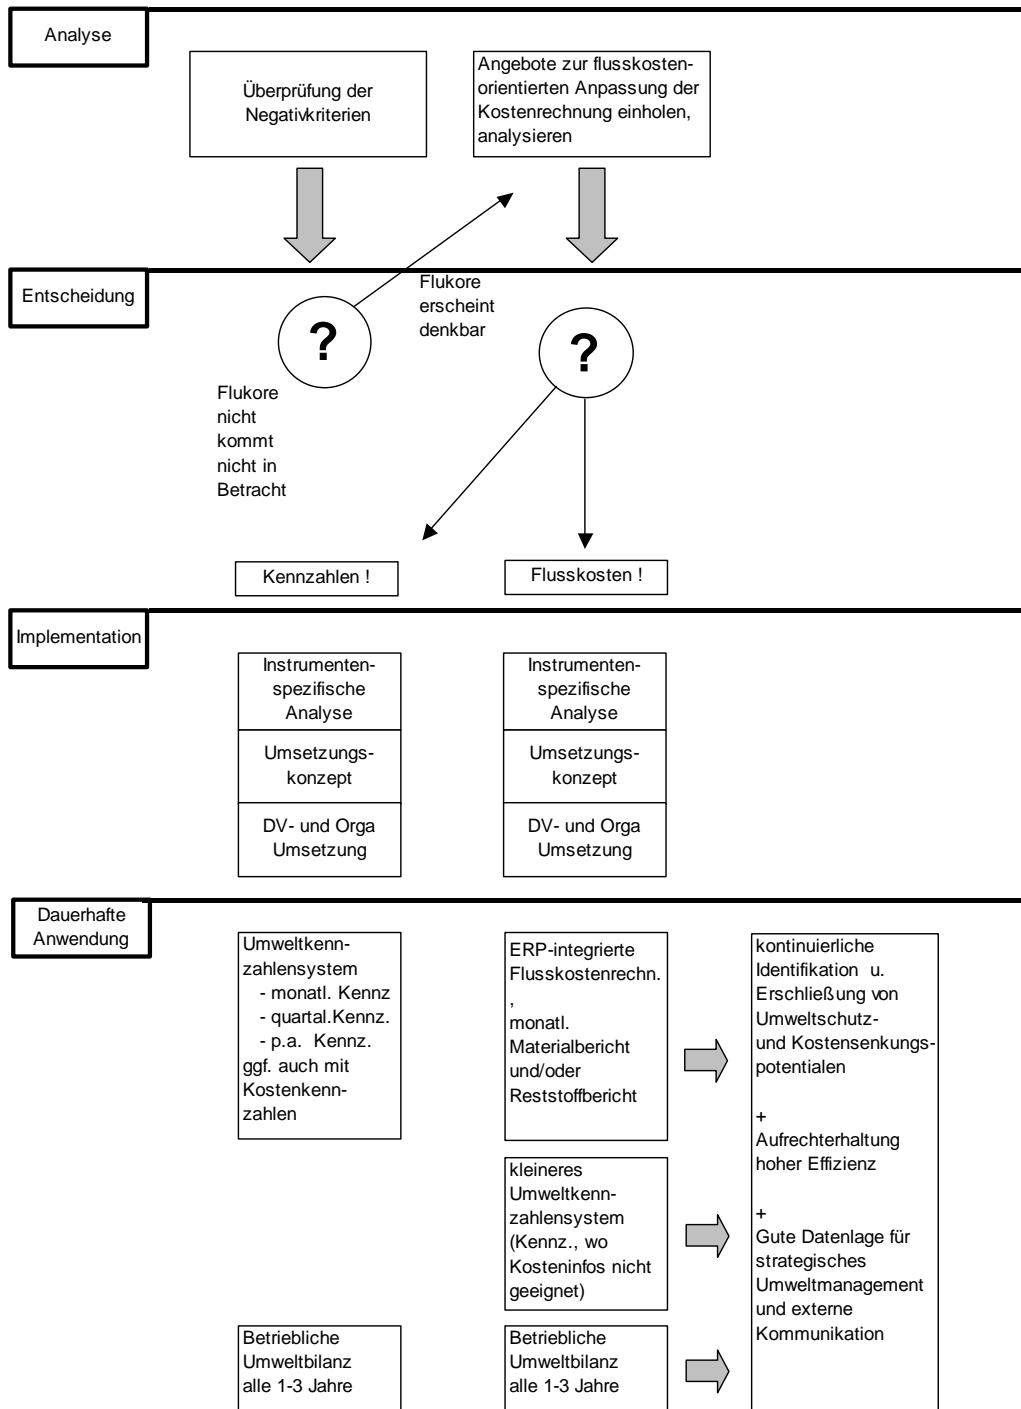 Analyse
Überprüfung der
Negativkriterien
Angebote zur flusskosten-
orientierten Anpassung der
Kostenrechnung einholen,
analysieren
Entscheidung
?
Flukore
erscheint
denkbar
?
Flukore
nicht
kommt
nicht in
Betracht
Kennzahlen !
Flusskosten !
Implementation
Instrumenten-
spezifische
Analyse
Umsetzungs-
konzept
DV- und Orga
Umsetzung
Instrumenten-
spezifische
Analyse
Umsetzungs-
konzept
DV- und Orga
Umsetzung
Dauerhafte
Anwendung
Umweltkenn-
zahlensystem
- monatl. Kennz
- quartal.Kennz.
- p.a. Kennz.
ggf. auch mit
Kostenkenn-
zahlen
ERP-integrierte
Flusskostenrechn.
,
monatl.
Materialbericht
und/oder
Reststoffbericht
kontinuierliche
Identifikation u.
Erschließung von
Umweltschutz-
und Kostensenkungs-
potentialen
+
Aufrechterhaltung
hoher Effizienz
+
Gute Datenlage für
strategisches
Umweltmanagement
und externe
Kommunikation
kleineres
Umweltkenn-
zahlensystem
(Kennz., wo
Kosteninfos nicht
geeignet)
Betriebliche
Umweltbilanz
alle 1-3 Jahre
Betriebliche
Umweltbilanz
alle 1-3 Jahre